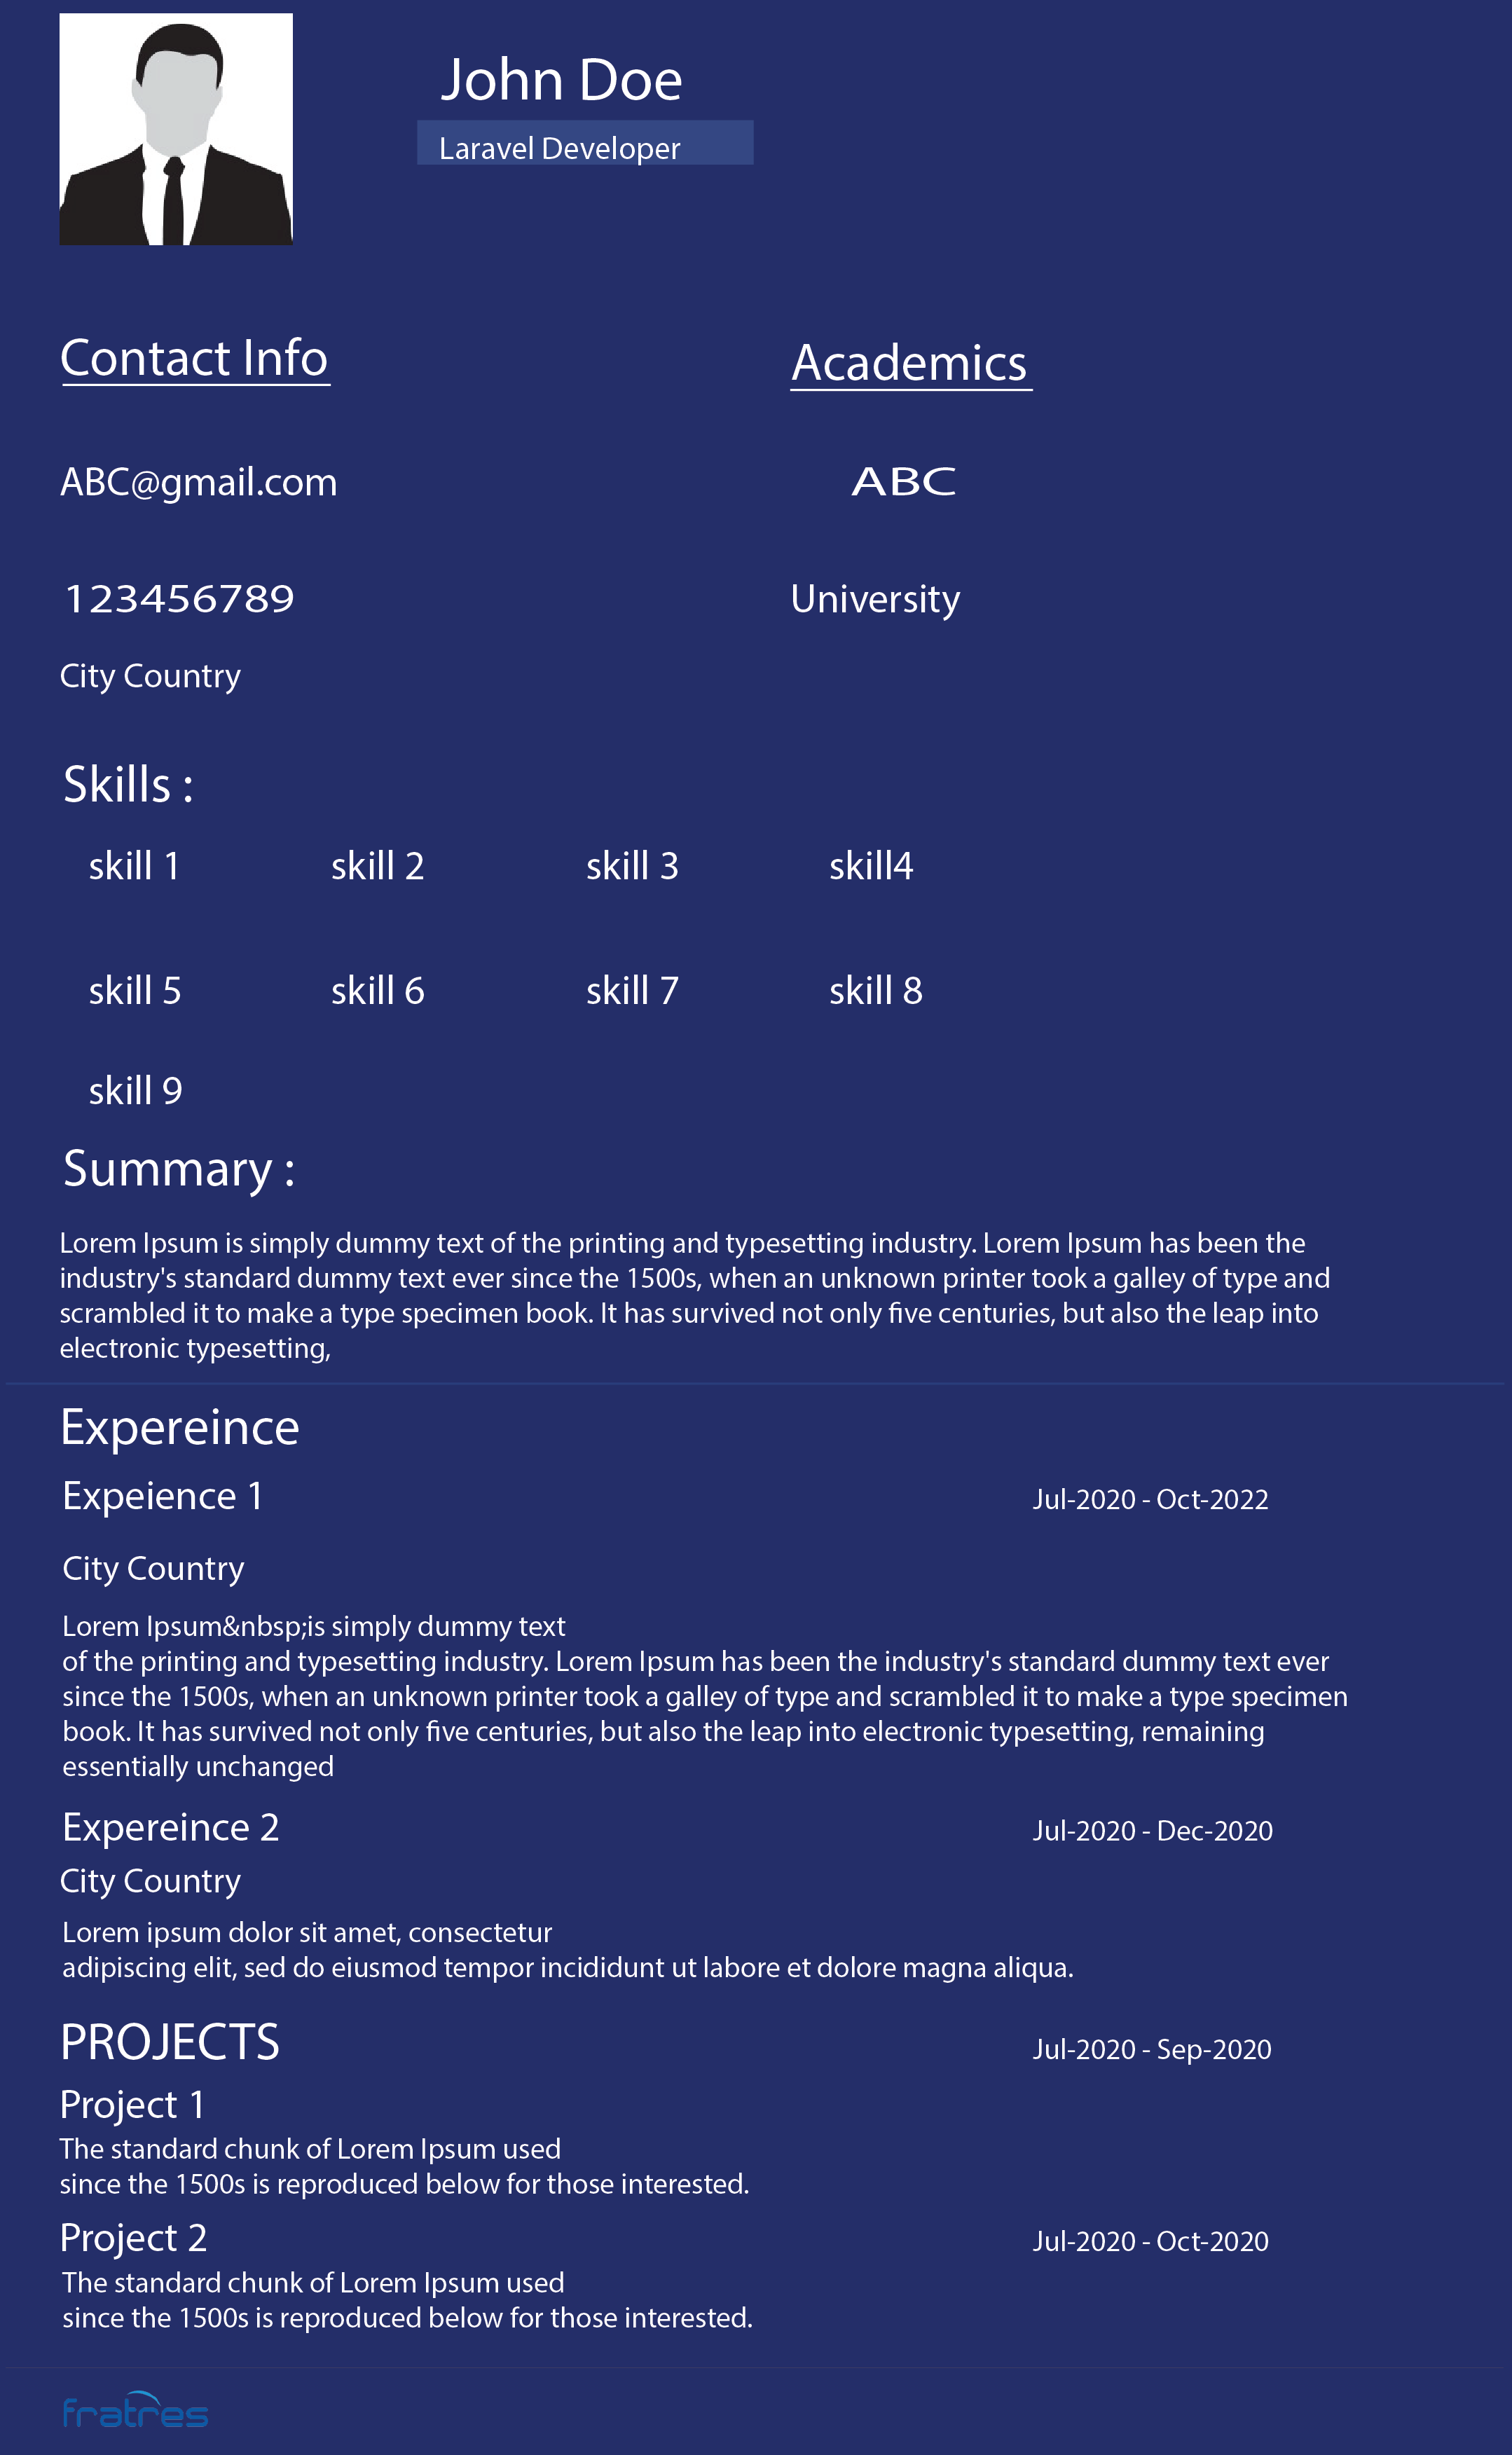 John Doe
Laravel Developer
Contact Info
Academics
ABC@gmail.com
ABC
123456789
University
City Country
Skills :
skill 1 skill 2 skill 3 skill4
skill 5 skill 6 skill 7 skill 8
skill 9
Summary :
Lorem Ipsum is simply dummy text of the printing and typesetting industry. Lorem Ipsum has been the
industry's standard dummy text ever since the 1500s, when an unknown printer took a galley of type and
scrambled it to make a type specimen book. It has survived not only five centuries, but also the leap into
electronic typesetting,
Expereince
Expeience 1 Jul-2020 - Oct-2022
City Country
Lorem Ipsum&nbsp;is simply dummy text
of the printing and typesetting industry. Lorem Ipsum has been the industry's standard dummy text ever
since the 1500s, when an unknown printer took a galley of type and scrambled it to make a type specimen
book. It has survived not only five centuries, but also the leap into electronic typesetting, remaining
essentially unchanged
Expereince 2 Jul-2020 - Dec-2020
City Country
Lorem ipsum dolor sit amet, consectetur
adipiscing elit, sed do eiusmod tempor incididunt ut labore et dolore magna aliqua.
PROJECTS Jul-2020 - Sep-2020
Project 1
The standard chunk of Lorem Ipsum used
since the 1500s is reproduced below for those interested.
Project 2 Jul-2020 - Oct-2020
The standard chunk of Lorem Ipsum used
since the 1500s is reproduced below for those interested.
fratres